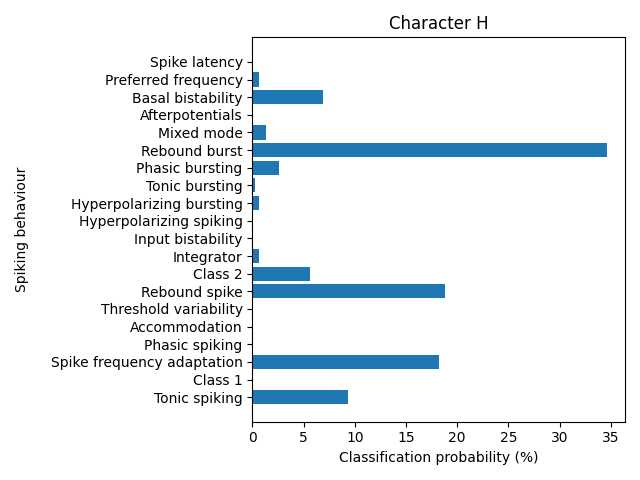 Character H
Spike latency
Preferred frequency
Basal bistability
Afterpotentials
Mixed mode
Rebound burst
Phasic bursting
Tonic bursting
Hyperpolarizing bursting
Hyperpolarizing spiking
Input bistability
Integrator
Class 2
Rebound spike
Threshold variability
Accommodation
Phasic spiking
Spike frequency adaptation
Class 1
Tonic spiking
Spiking behaviour
0 5 10 15 20 25 30 35
Classification probability (%)